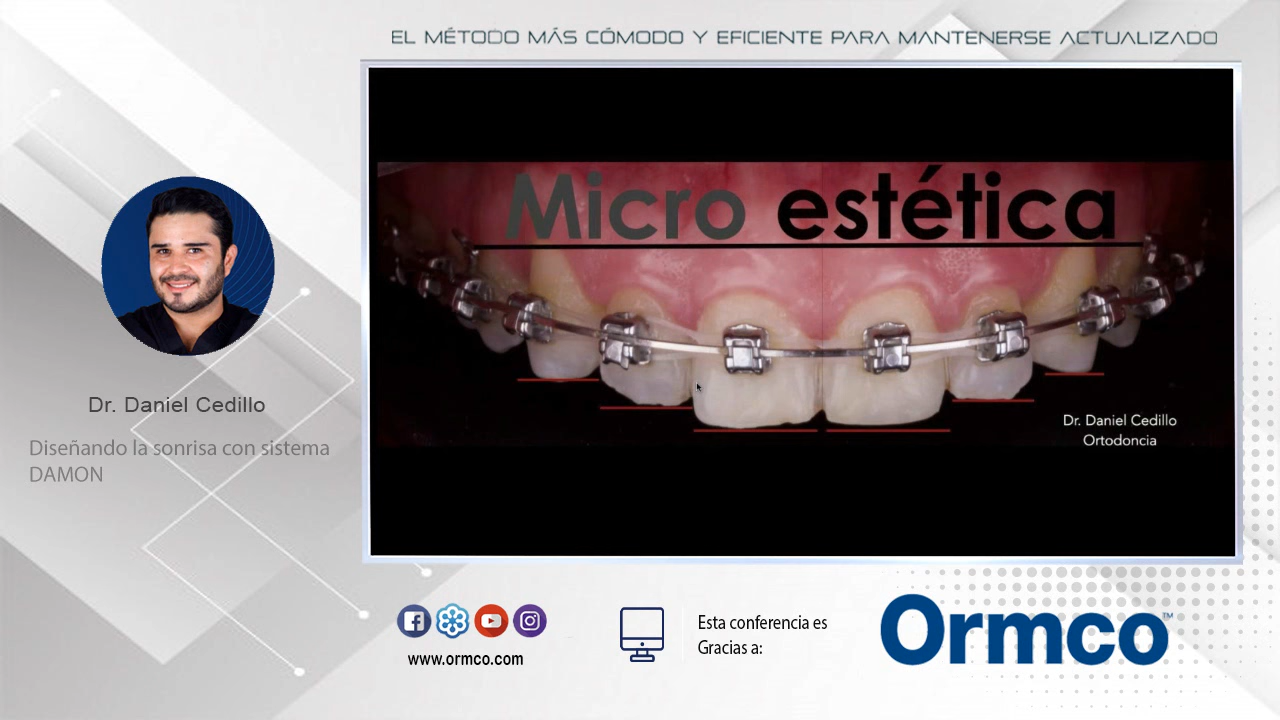 EL MÉTODO MÁS CÓMODO Y EFICIENTE PARA MANTENERSE ACTUALIZADO
Micro estética
Dr. Daniel Cedillo
Ortodoncia
Dr. Daniel Cedillo
Diseñando la sonrisa con sistema
DAMON
www.ormco.com
Esta conferencia es
Gracias a:
Ormco™